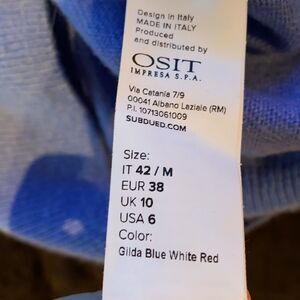 Design in Italy
MADE IN ITALY
Produced
and distributed by
OSIT
IMPRESA S.P.A.
Via Catania 7/9
00041 Albano Laziale (RM)
P.I. 10713061009
SUBDUED.COM
Size:
IT 42 / M
EUR 38
UK 10
USA 6
Color:
Gilda Blue White Red